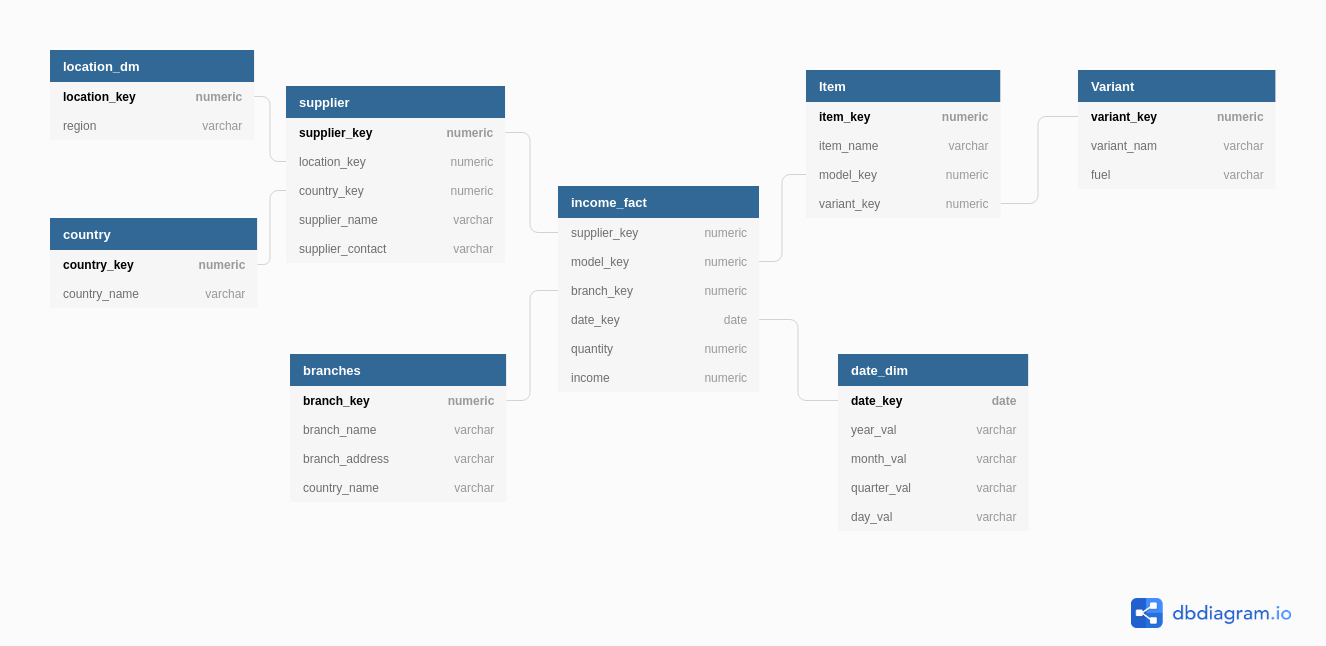 location_dm
location_key numeric
region varchar
country
country_key numeric
country_name varchar
supplier
supplier_key numeric
location_key numeric
country_key numeric
supplier_name varchar
supplier_contact varchar
branches
branch_key numeric
branch_name varchar
branch_address varchar
country_name varchar
income_fact
supplier_key numeric
model_key numeric
branch_key numeric
date_key date
quantity numeric
income numeric
Item
item_key numeric
item_name varchar
model_key numeric
variant_key numeric
date_dim
date_key date
year_val varchar
month_val varchar
quarter_val varchar
day_val varchar
Variant
variant_key numeric
variant_nam varchar
fuel varchar
dbdiagram.io